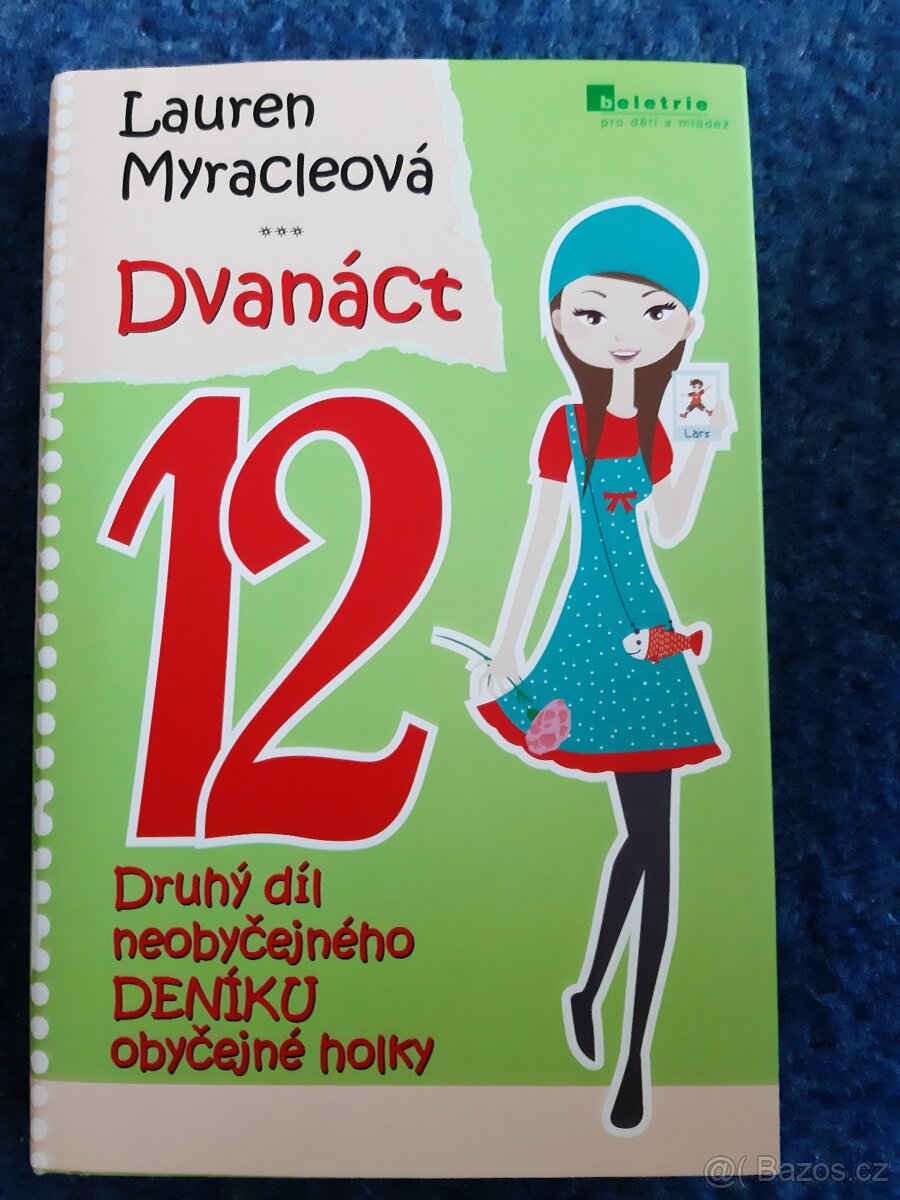 Lauren
Myracleová
***
Dvanáct
beletrie
pro děti a mládež
Lars
12
Druhý díl
neobyčejného
DENÍKU
obyčejné holky
@( Bazos.cz